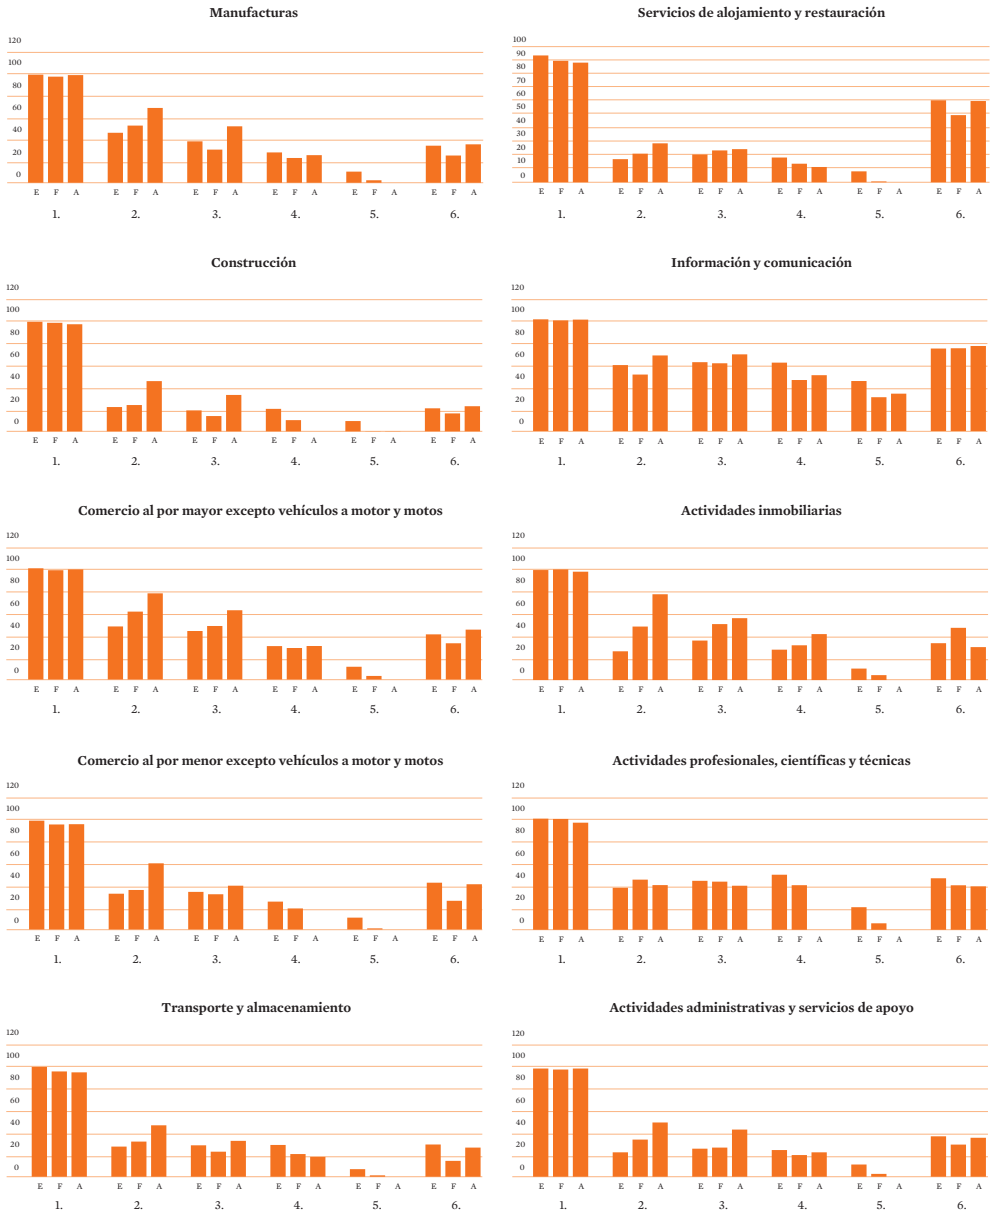 Manufacturas
120
100
80
60
40
20
0
E F A E F A E F A E F A E F A E F A
1. 2. 3. 4. 5. 6.
Servicios de alojamiento y restauración
100
90
80
70
60
50
40
30
20
10
0
E F A E F A E F A E F A E F A E F A
1. 2. 3. 4. 5. 6.
Construcción
120
100
80
60
40
20
0
E F A E F A E F A E F A E F A E F A
1. 2. 3. 4. 5. 6.
Información y comunicación
120
100
80
60
40
20
0
E F A E F A E F A E F A E F A E F A
1. 2. 3. 4. 5. 6.
Comercio al por mayor excepto vehículos a motor y motos
120
100
80
60
40
20
0
E F A E F A E F A E F A E F A E F A
1. 2. 3. 4. 5. 6.
Actividades inmobiliarias
120
100
80
60
40
20
0
E F A E F A E F A E F A E F A E F A
1. 2. 3. 4. 5. 6.
Comercio al por menor excepto vehículos a motor y motos
120
100
80
60
40
20
0
E F A E F A E F A E F A E F A E F A
1. 2. 3. 4. 5. 6.
Actividades profesionales, científicas y técnicas
120
100
80
60
40
20
0
E F A E F A E F A E F A E F A E F A
1. 2. 3. 4. 5. 6.
Transporte y almacenamiento
120
100
80
60
40
20
0
E F A E F A E F A E F A E F A E F A
1. 2. 3. 4. 5. 6.
Actividades administrativas y servicios de apoyo
120
100
80
60
40
20
0
E F A E F A E F A E F A E F A E F A
1. 2. 3. 4. 5. 6.